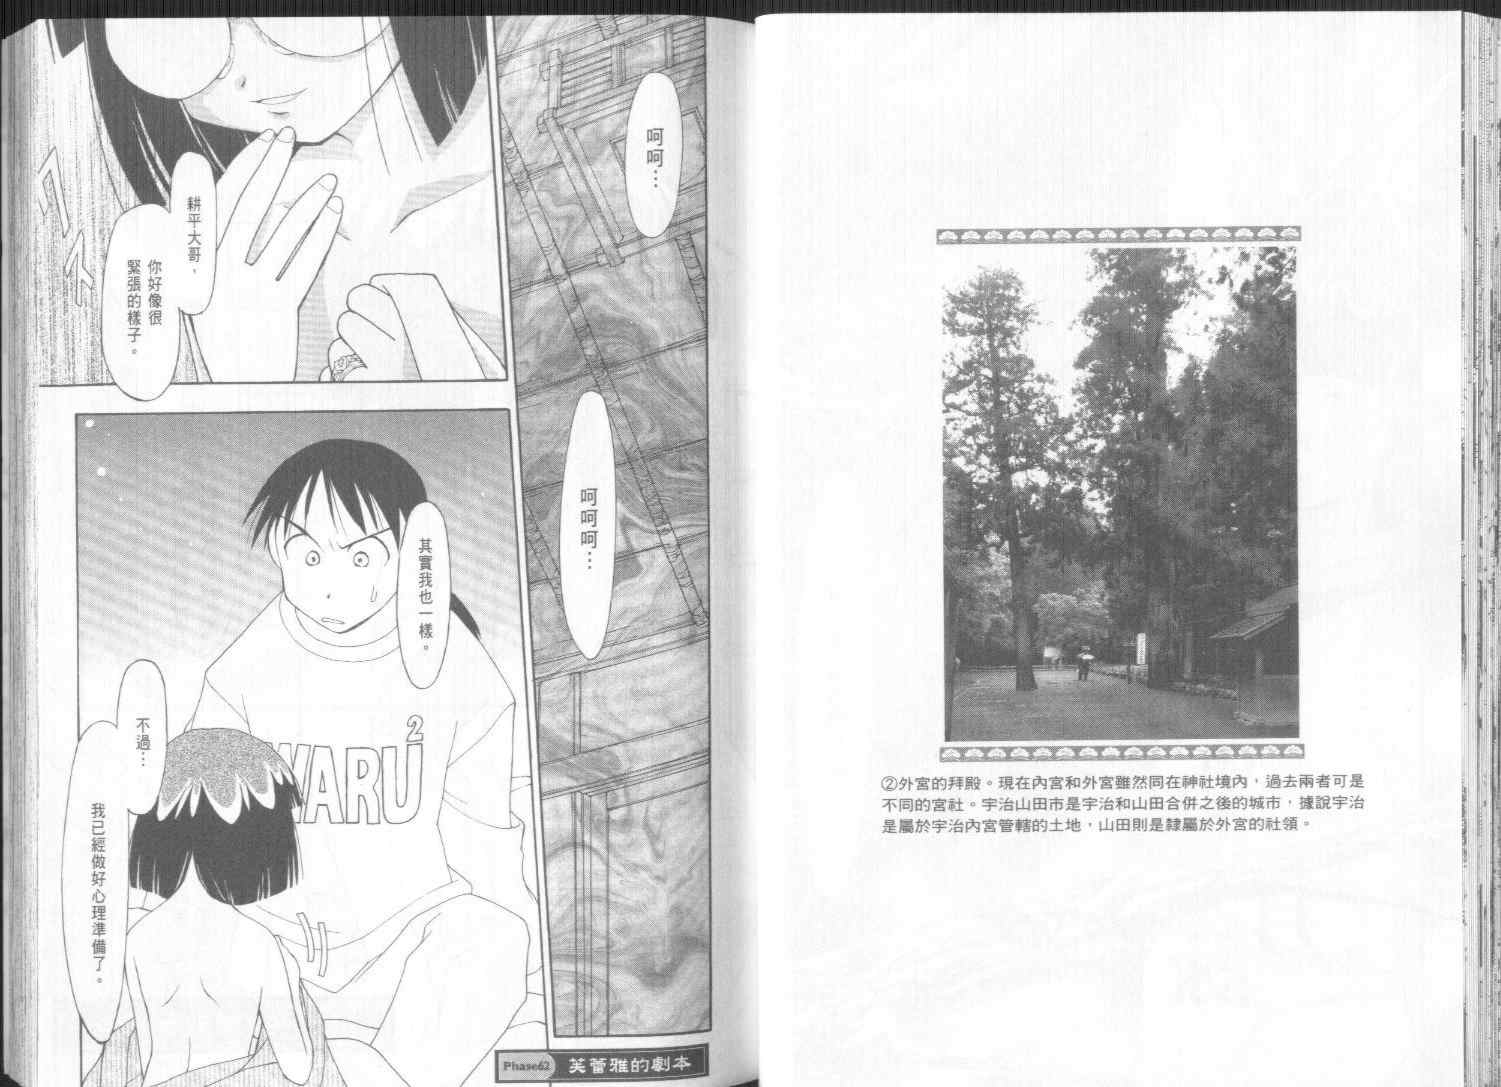 ②外宮的拜殿。現在內宮和外宮雖然同在神社境內，過去兩者可是
不同的宮社。宇治山田市是宇治和山田合併之後的城市，據說宇治
是屬於宇治內宮管轄的土地，山田則是隸屬於外宮的社領。
呵呵…
呵呵呵…
耕平大哥，
你好像很
緊張的樣子。
其實我也一樣。
不過…
我已經做好心理準備了。
WARU²
Phase62 芙蕾雅的劇本